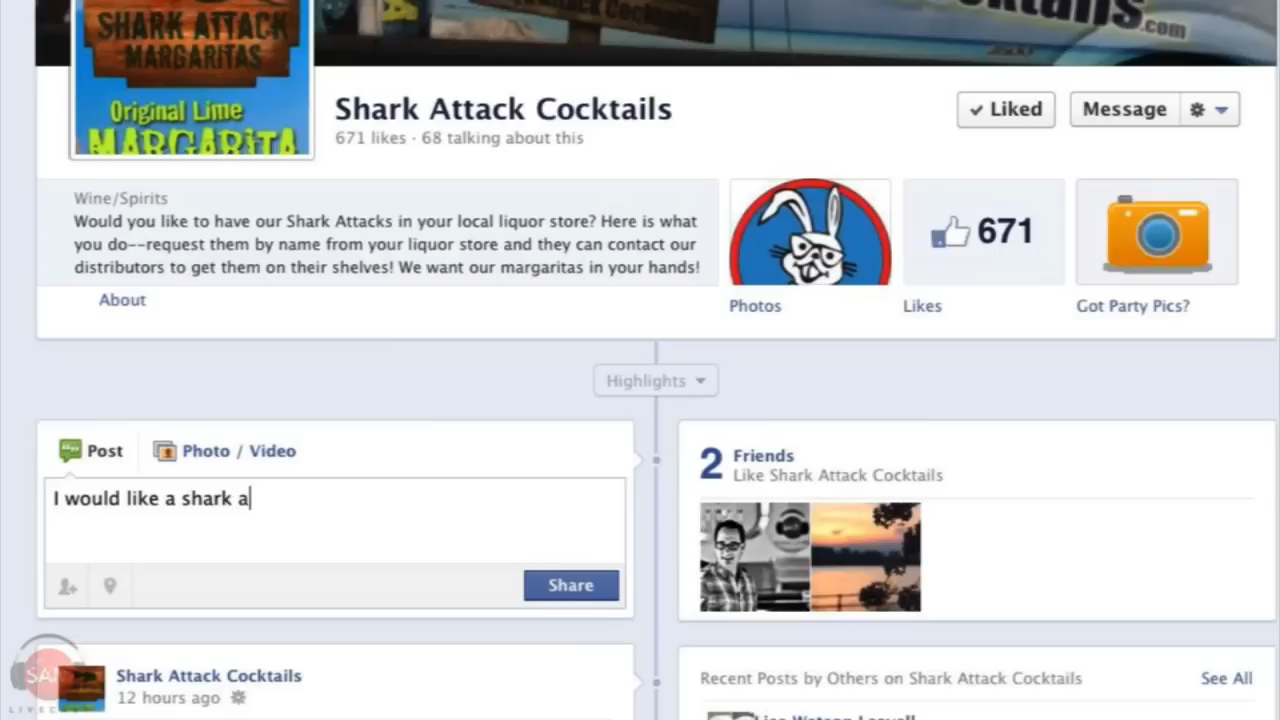 SHARK ATTACK
MARGARITAS
Original Lime
MARGARITA
Cocktails
.com
Shark Attack Cocktails
671 likes · 68 talking about this
✓ Liked
Message
Wine/Spirits
Would you like to have our Shark Attacks in your local liquor store? Here is what
you do--request them by name from your liquor store and they can contact our
distributors to get them on their shelves! We want our margaritas in your hands!
About
671
Photos
Likes
Got Party Pics?
Highlights
Post
Photo / Video
I would like a shark a
Share
2
Friends
Like Shark Attack Cocktails
Shark Attack Cocktails
12 hours ago
Recent Posts by Others on Shark Attack Cocktails
See All